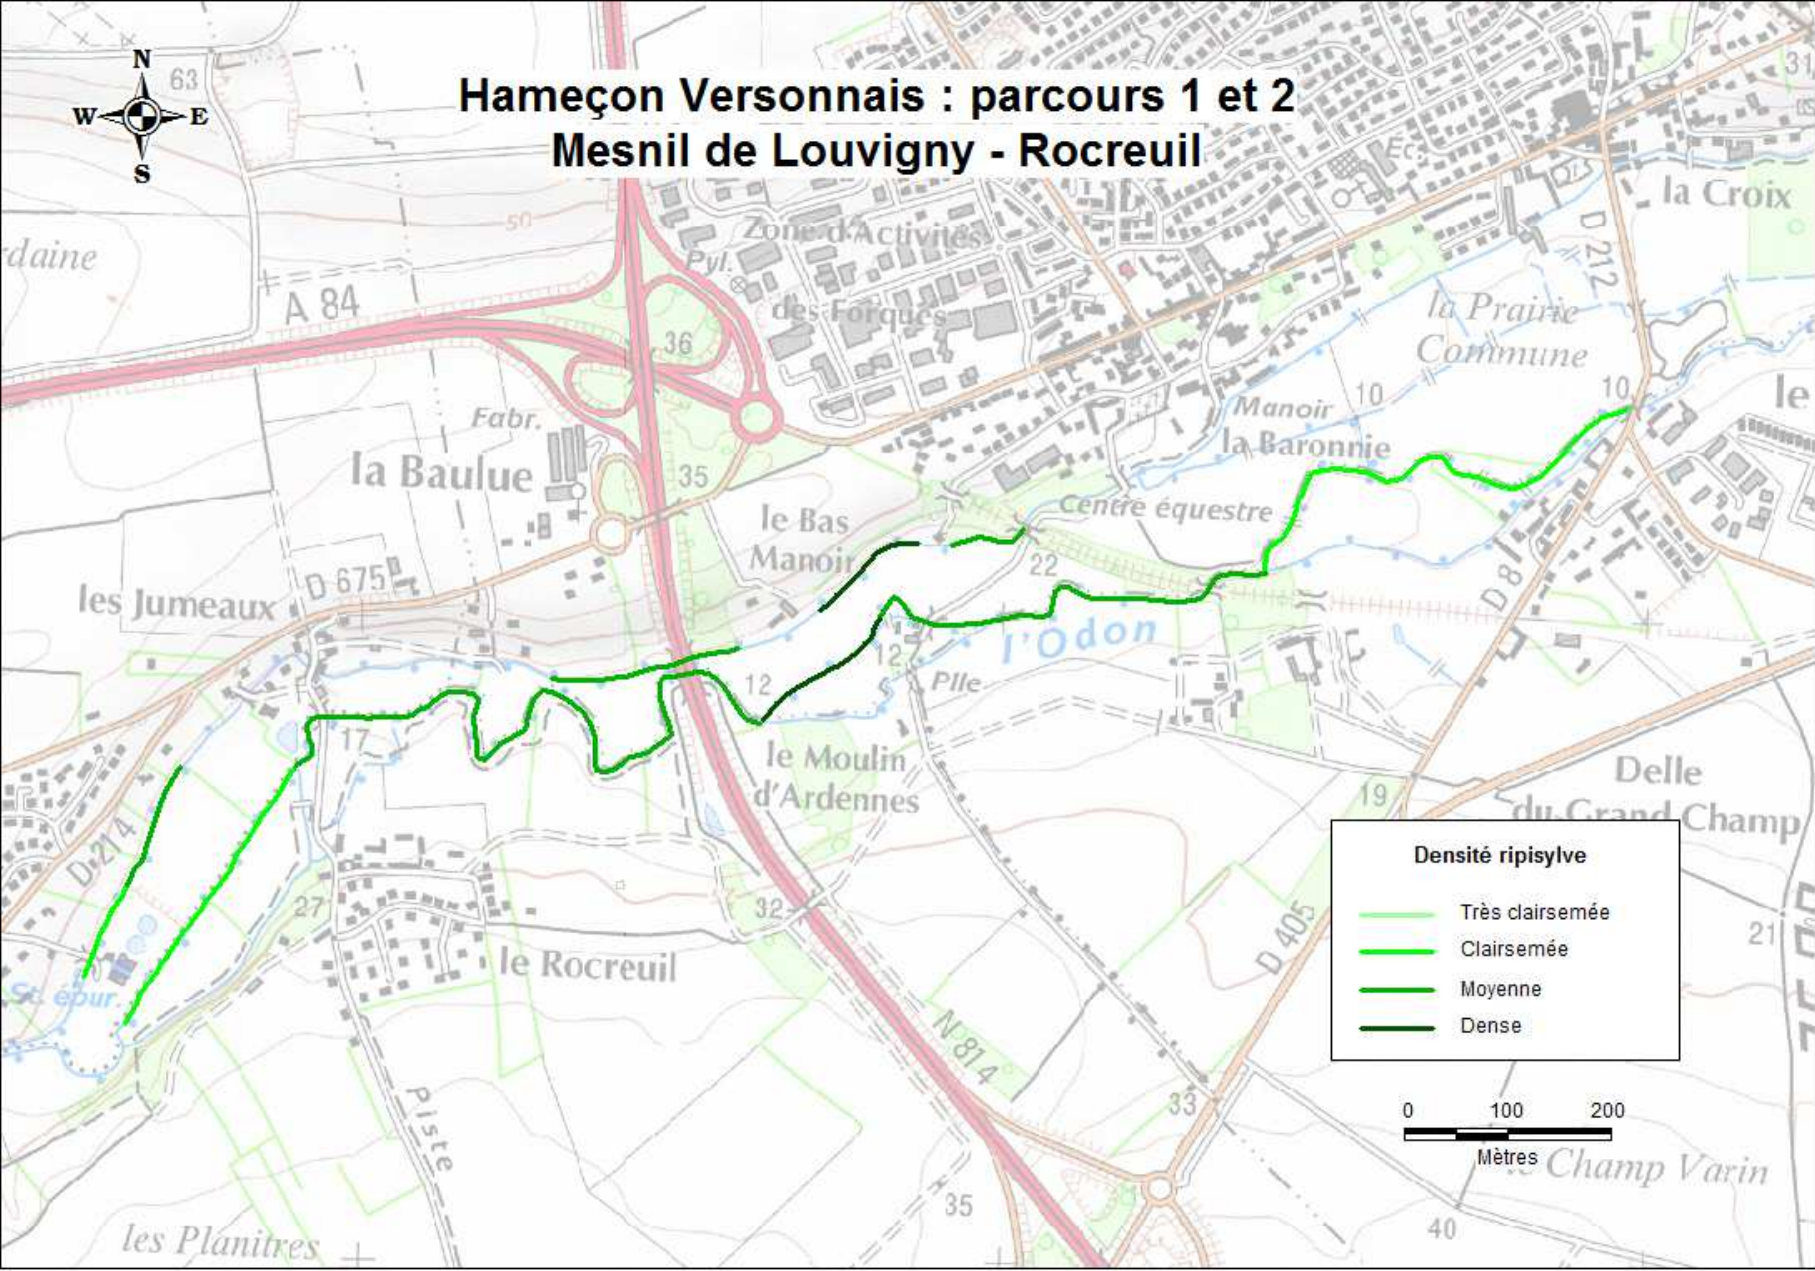 Hameçon Versonnais : parcours 1 et 2
Mesnil de Louvigny - Rocreuil
N
W E
S
63
31
Ec.
la Croix
50
Zone d'Activités
Pyl.
des Forques
D 212
rdaine
A 84
36
la Prairie
Commune
10
10
le
Manoir
la Baronnie
Fabr.
la Baulue
35
le Bas
Manoir
Centre équestre
22
D 8
les Jumeaux
D 675
l'Odon
12
12
Plle
17
le Moulin
d'Ardennes
Delle
du Grand Champ
19
D 214
27
32
21
D 405
St. épur.
le Rocreuil
N 814
Piste
33
35
les Planitres
40
Champ Varin
Densité ripisylve
Très clairsemée
Clairsemée
Moyenne
Dense
0 100 200
Mètres